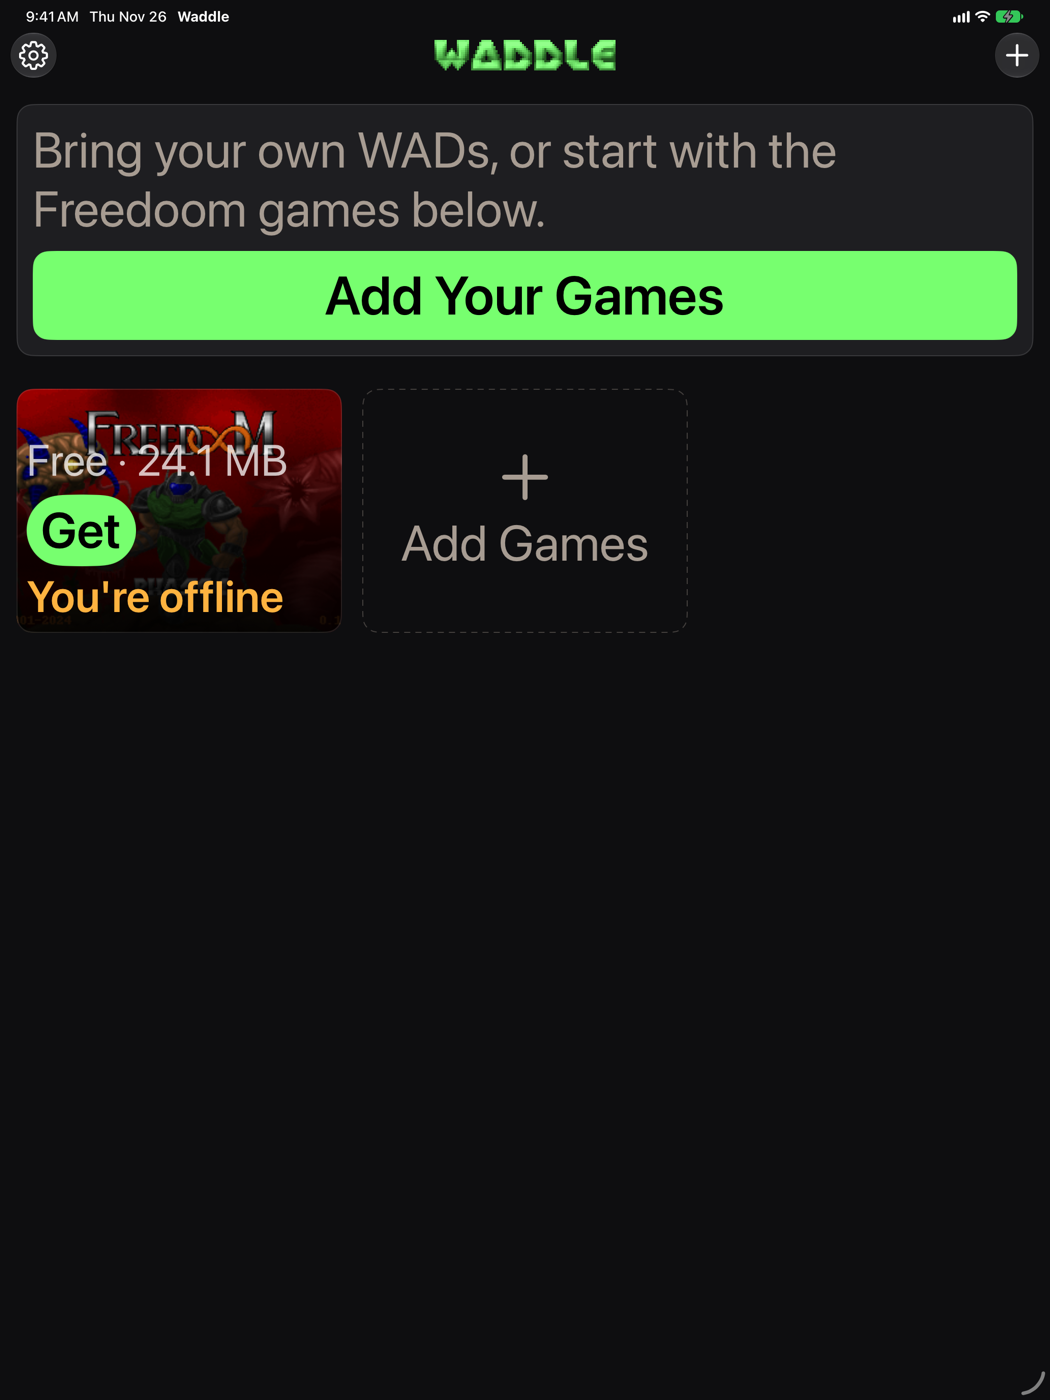 9:41 AM Thu Nov 26 Waddle
WADDLE
Bring your own WADs, or start with the
Freedoom games below.
Add Your Games
FREEDOOM
Free · 24.1 MB
Get
You're offline
Add Games